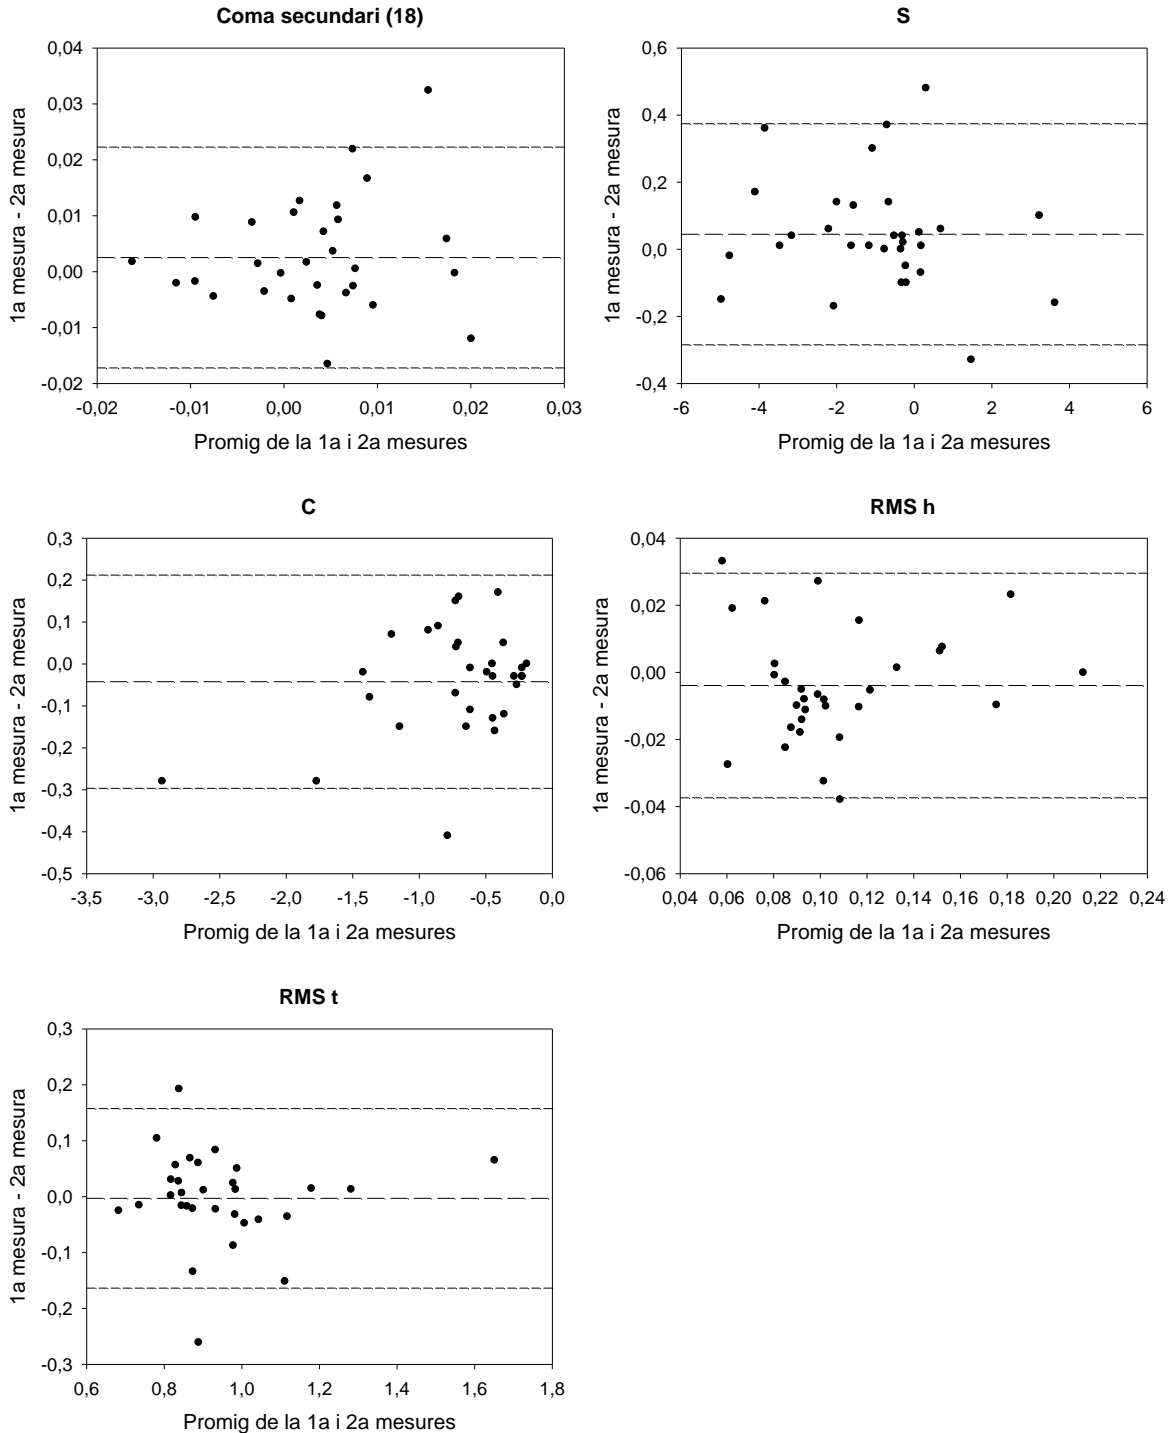 Coma secundari (18)
0,04
0,03
0,02
0,01
0,00
-0,01
-0,02
-0,02 -0,01 0,00 0,01 0,02 0,03
1a mesura - 2a mesura
Promig de la 1a i 2a mesures
S
0,6
0,4
0,2
0,0
-0,2
-0,4
-6 -4 -2 0 2 4 6
1a mesura - 2a mesura
Promig de la 1a i 2a mesures
C
0,3
0,2
0,1
0,0
-0,1
-0,2
-0,3
-0,4
-0,5
-3,5 -3,0 -2,5 -2,0 -1,5 -1,0 -0,5 0,0
1a mesura - 2a mesura
Promig de la 1a i 2a mesures
RMS h
0,04
0,02
0,00
-0,02
-0,04
-0,06
0,04 0,06 0,08 0,10 0,12 0,14 0,16 0,18 0,20 0,22 0,24
1a mesura - 2a mesura
Promig de la 1a i 2a mesures
RMS t
0,3
0,2
0,1
0,0
-0,1
-0,2
-0,3
0,6 0,8 1,0 1,2 1,4 1,6 1,8
1a mesura - 2a mesura
Promig de la 1a i 2a mesures